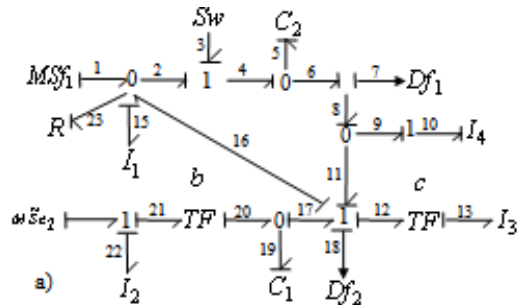 Sw C₂
3 5
MSf₁ 1 0 2 1 4 0 6 7 Df₁
8
R 23 15 16 0 9 1 10 I₄
I₁
b 11 c
1 21 TF 20 0 17 1 12 TF 13 I₃
22 19 18
a) I₂ C₁ Df₂